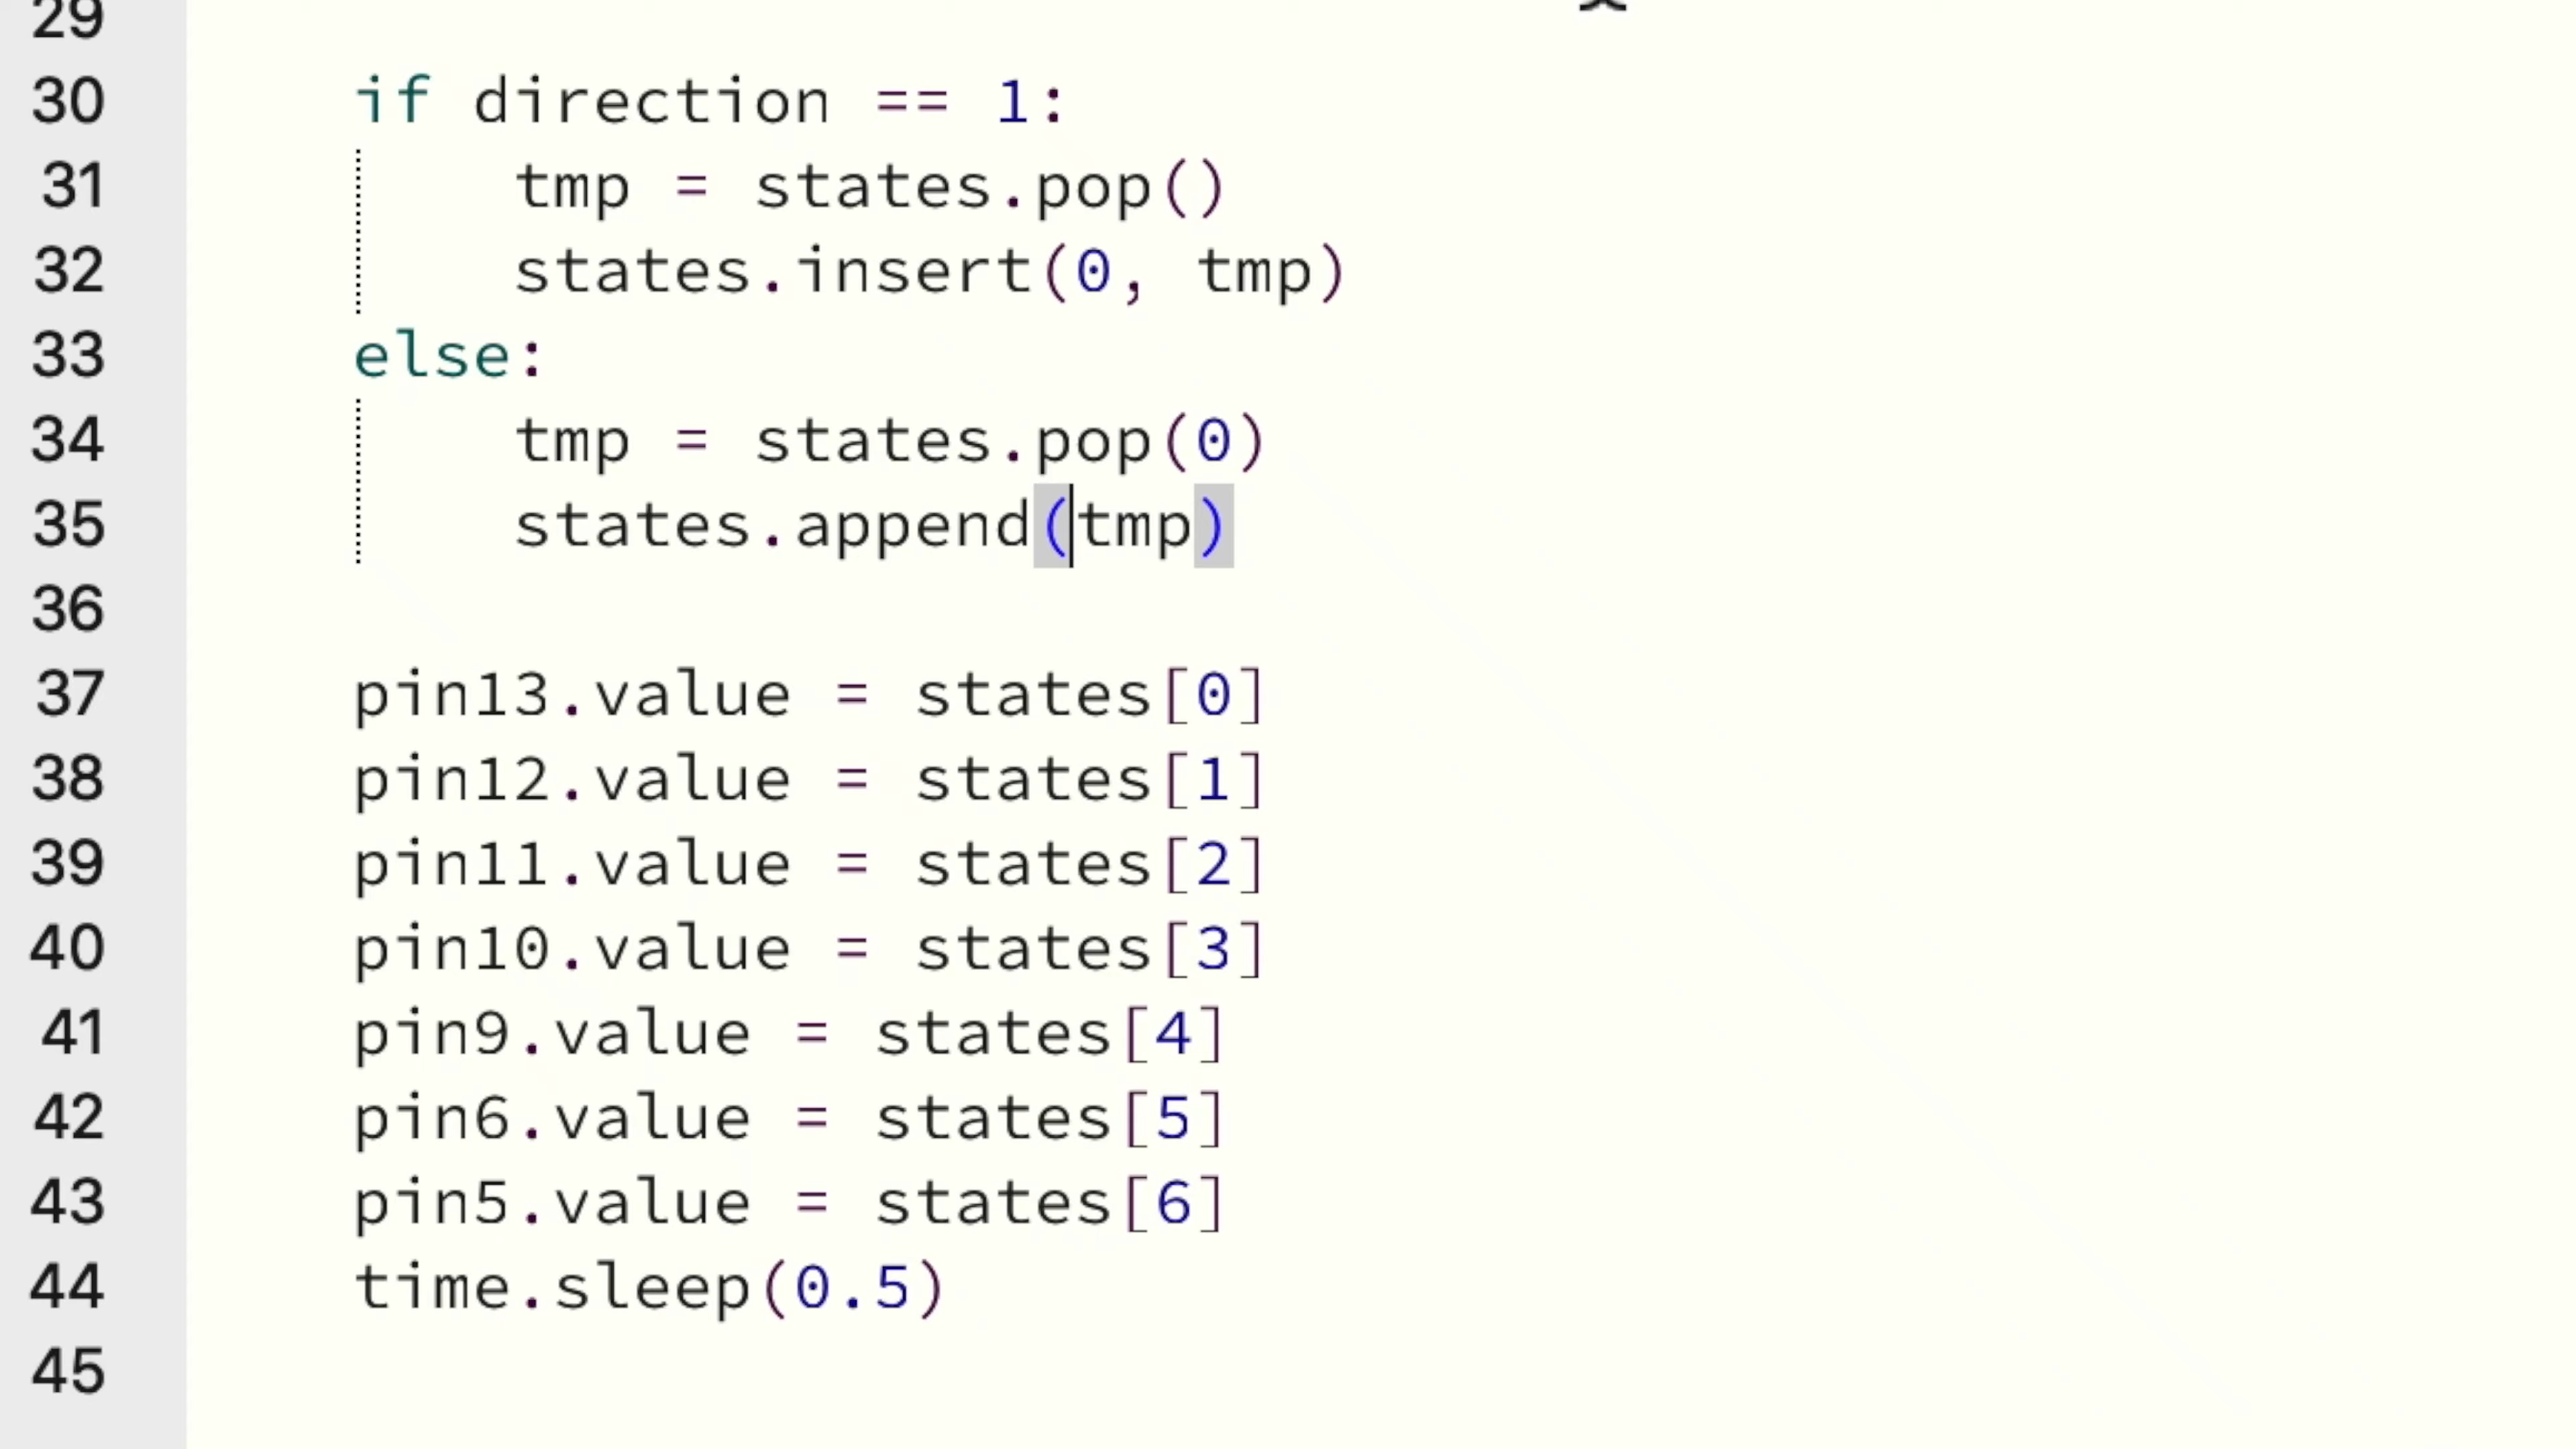 29
30 if direction == 1:
31 tmp = states.pop()
32 states.insert(0, tmp)
33 else:
34 tmp = states.pop(0)
35 states.append(tmp)
36
37 pin13.value = states[0]
38 pin12.value = states[1]
39 pin11.value = states[2]
40 pin10.value = states[3]
41 pin9.value = states[4]
42 pin6.value = states[5]
43 pin5.value = states[6]
44 time.sleep(0.5)
45